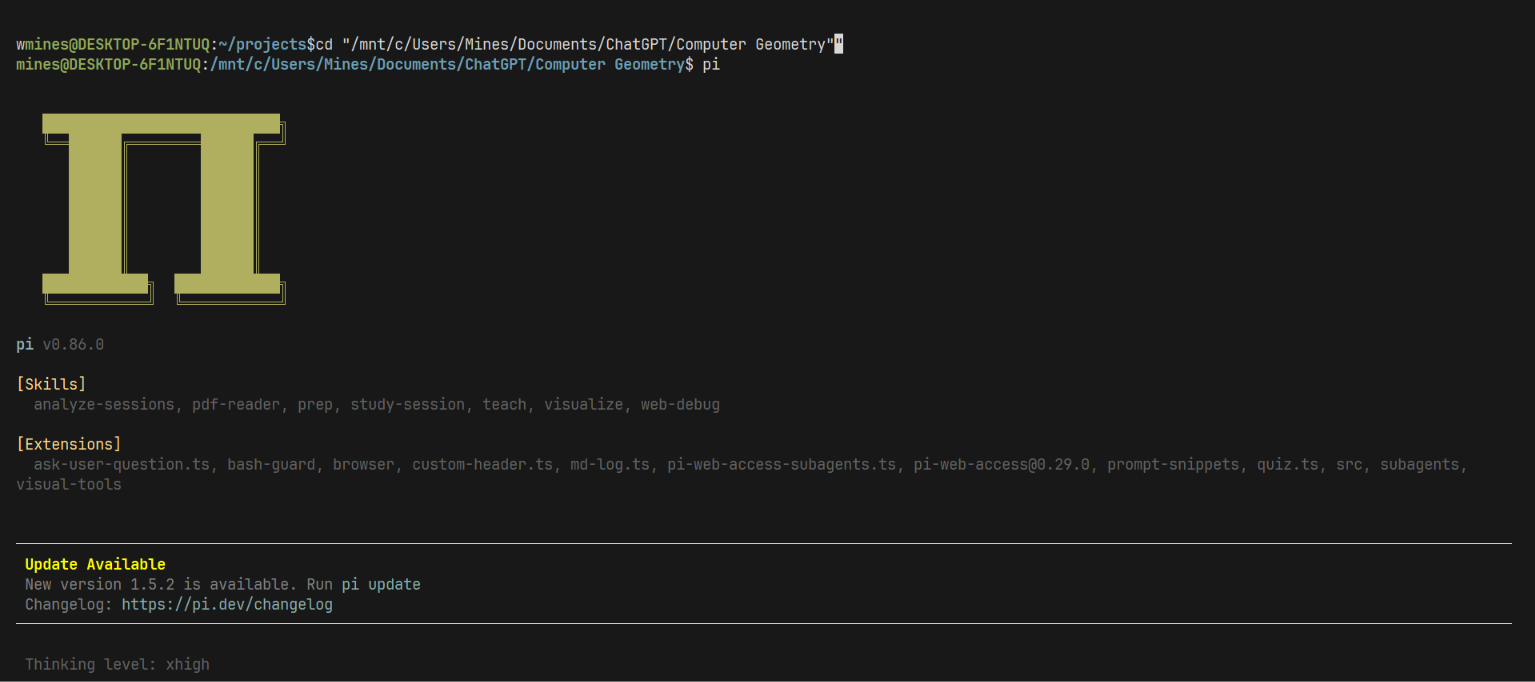 wmines@DESKTOP-6F1NTUQ:~/projects$cd "/mnt/c/Users/Mines/Documents/ChatGPT/Computer Geometry""
mines@DESKTOP-6F1NTUQ:/mnt/c/Users/Mines/Documents/ChatGPT/Computer Geometry$ pi
pi v0.86.0
[Skills]
analyze-sessions, pdf-reader, prep, study-session, teach, visualize, web-debug
[Extensions]
ask-user-question.ts, bash-guard, browser, custom-header.ts, md-log.ts, pi-web-access-subagents.ts, pi-web-access@0.29.0, prompt-snippets, quiz.ts, src, subagents,
visual-tools
Update Available
New version 1.5.2 is available. Run pi update
Changelog: https://pi.dev/changelog
Thinking level: xhigh